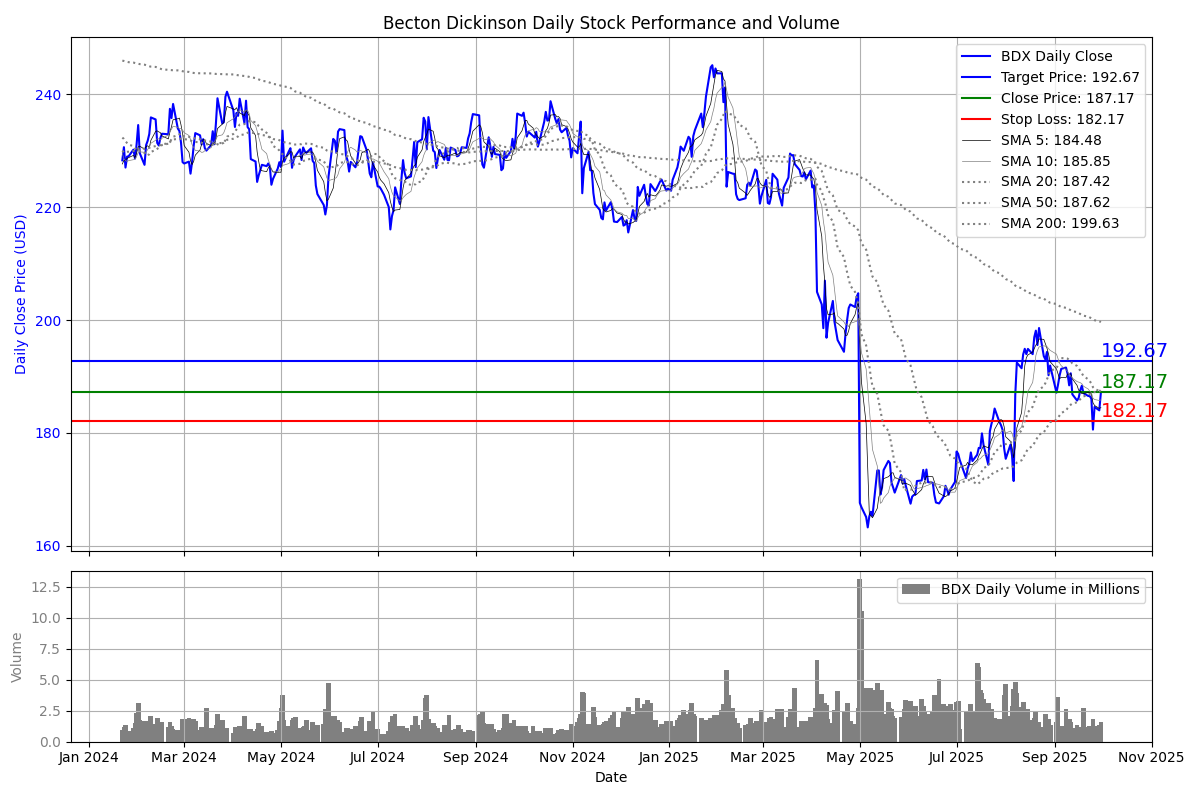 Becton Dickinson Daily Stock Performance and Volume
BDX Daily Close
Target Price: 192.67
Close Price: 187.17
Stop Loss: 182.17
SMA 5: 184.48
SMA 10: 185.85
SMA 20: 187.42
SMA 50: 187.62
SMA 200: 199.63
Daily Close Price (USD)
240
220
200
180
160
192.67
187.17
182.17
BDX Daily Volume in Millions
Volume
12.5
10.0
7.5
5.0
2.5
0.0
Jan 2024 Mar 2024 May 2024 Jul 2024 Sep 2024 Nov 2024 Jan 2025 Mar 2025 May 2025 Jul 2025 Sep 2025 Nov 2025
Date